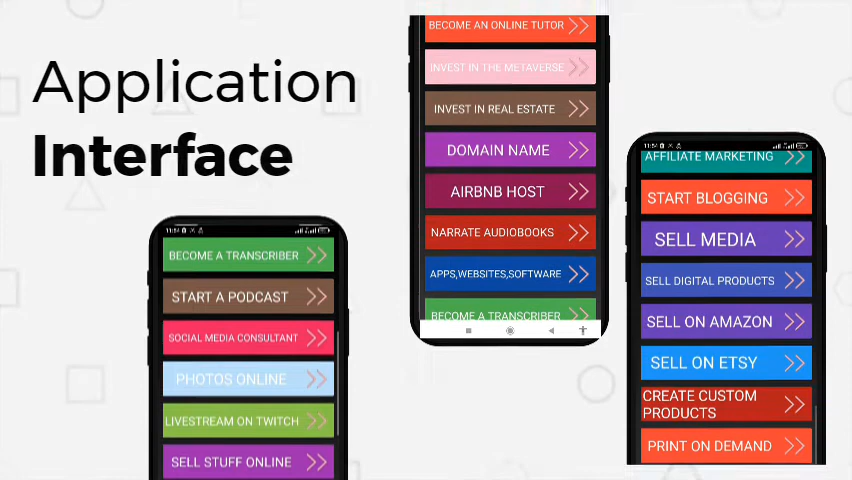 Application
Interface
BECOME A TRANSCRIBER
START A PODCAST
SOCIAL MEDIA CONSULTANT
PHOTOS ONLINE
LIVESTREAM ON TWITCH
SELL STUFF ONLINE
BECOME AN ONLINE TUTOR
INVEST IN THE METAVERSE
INVEST IN REAL ESTATE
DOMAIN NAME
AIRBNB HOST
NARRATE AUDIOBOOKS
APPS,WEBSITES,SOFTWARE
BECOME A TRANSCRIBER
11:54
AFFILIATE MARKETING
START BLOGGING
SELL MEDIA
SELL DIGITAL PRODUCTS
SELL ON AMAZON
SELL ON ETSY
CREATE CUSTOM
PRODUCTS
PRINT ON DEMAND